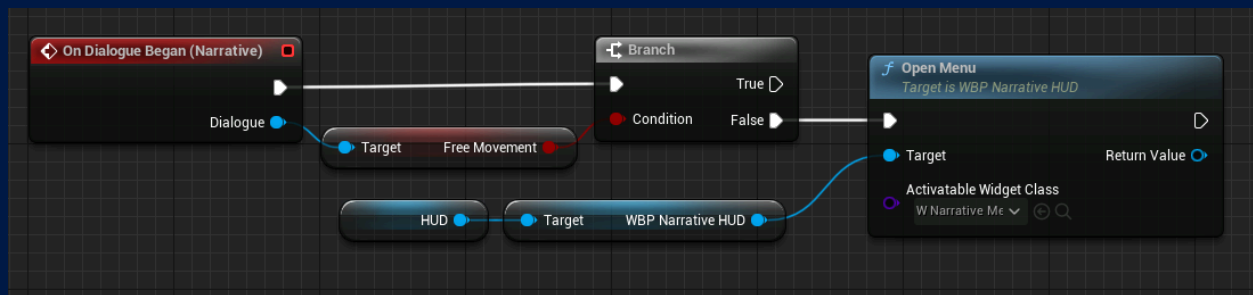 On Dialogue Began (Narrative)
Dialogue
Target Free Movement
Branch
True
Condition False
HUD
Target WBP Narrative HUD
Open Menu
Target is WBP Narrative HUD
Target Return Value
Activatable Widget Class
W Narrative Me